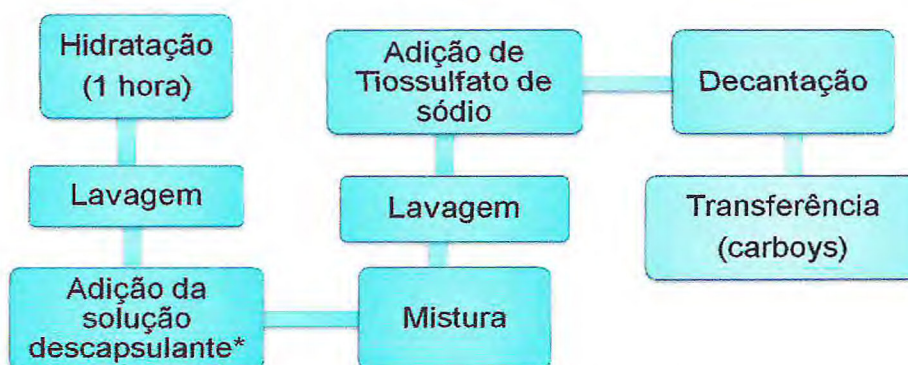 Hidratação
(1 hora)
Lavagem
Adição da
solução
descapsulante*
Mistura
Lavagem
Adição de
Tiossulfato de
sódio
Decantação
Transferência
(carboys)